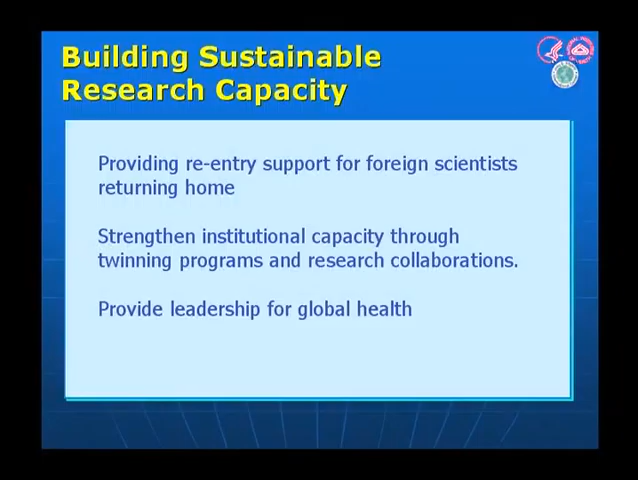 Building Sustainable
Research Capacity
Providing re-entry support for foreign scientists
returning home
Strengthen institutional capacity through
twinning programs and research collaborations.
Provide leadership for global health